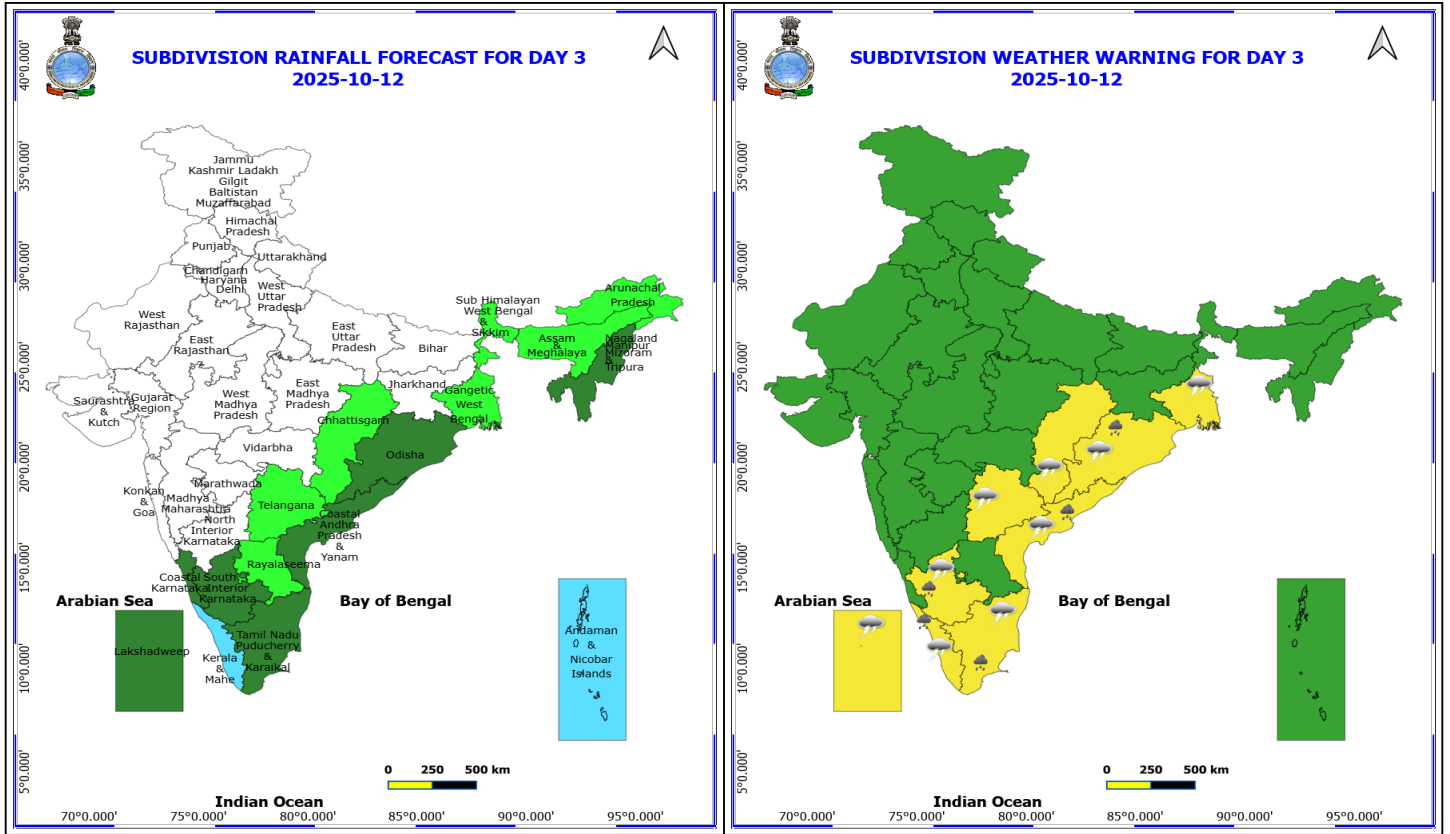 SUBDIVISION RAINFALL FORECAST FOR DAY 3
2025-10-12
40°0.000'
35°0.000'
30°0.000'
25°0.000'
20°0.000'
15°0.000'
10°0.000'
5°0.000'
Jammu
Kashmir Ladakh
Gilgit
Baltistan
Muzaffarabad
Himachal
Pradesh
Punjab
Uttarakhand
Chandigarh
Haryana
Delhi
West
Uttar
Pradesh
West
Rajasthan
East
Rajasthan
East
Uttar
Pradesh
Bihar
Sub Himalayan
West Bengal
&
Sikkim
Arunachal
Pradesh
Assam
&
Meghalaya
Nagaland
Manipur
Mizoram
&
Tripura
Saurashtra
&
Kutch
Gujarat
Region
West
Madhya
Pradesh
East
Madhya
Pradesh
Jharkhand
Gangetic
West
Bengal
Chhattisgarh
Vidarbha
Odisha
Konkan
&
Goa
Marathwada
Madhya
Maharashtra
North
Interior
Karnataka
Telangana
Coastal
Andhra
Pradesh
&
Yanam
Rayalaseema
Coastal
Karnataka
South
Interior
Karnataka
Arabian Sea
Bay of Bengal
Lakshadweep
Tamil Nadu
Puducherry
&
Karaikal
Kerala
&
Mahe
Andaman
&
Nicobar
Islands
0 250 500 km
Indian Ocean
70°0.000' 75°0.000' 80°0.000' 85°0.000' 90°0.000' 95°0.000'
SUBDIVISION WEATHER WARNING FOR DAY 3
2025-10-12
40°0.000'
35°0.000'
30°0.000'
25°0.000'
20°0.000'
15°0.000'
10°0.000'
5°0.000'
Arabian Sea
Bay of Bengal
0 250 500 km
Indian Ocean
70°0.000' 75°0.000' 80°0.000' 85°0.000' 90°0.000' 95°0.000'